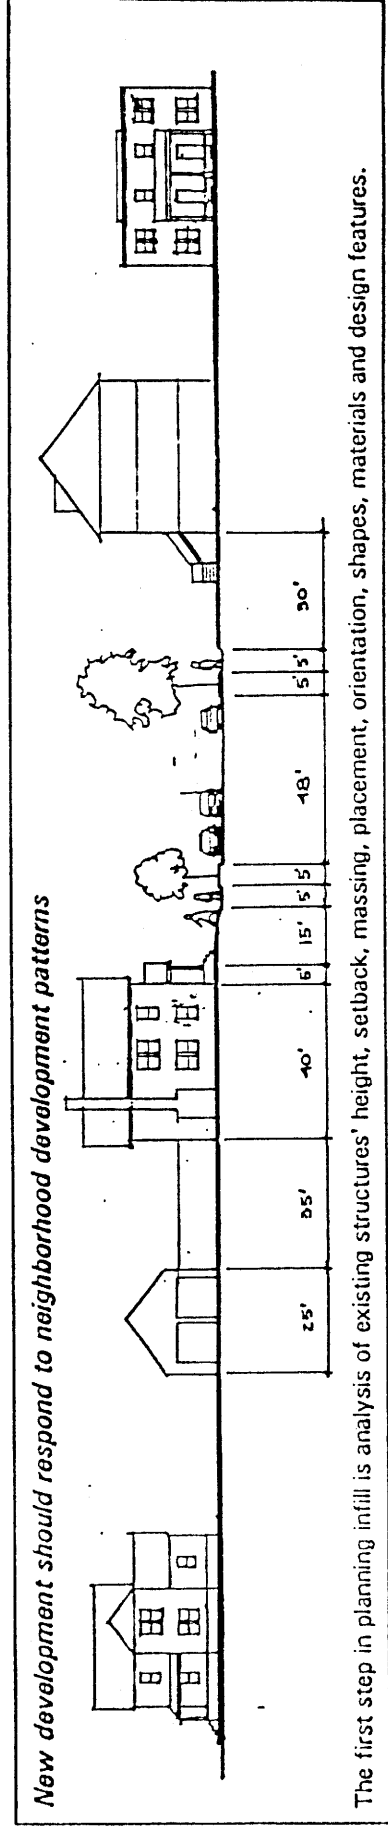 New development should respond to neighborhood development patterns
25' 35' 40' 5' 15' 5' 5' 48' 5' 5' 30'
The first step in planning infill is analysis of existing structures' height, setback, massing, placement, orientation, shapes, materials and design features.